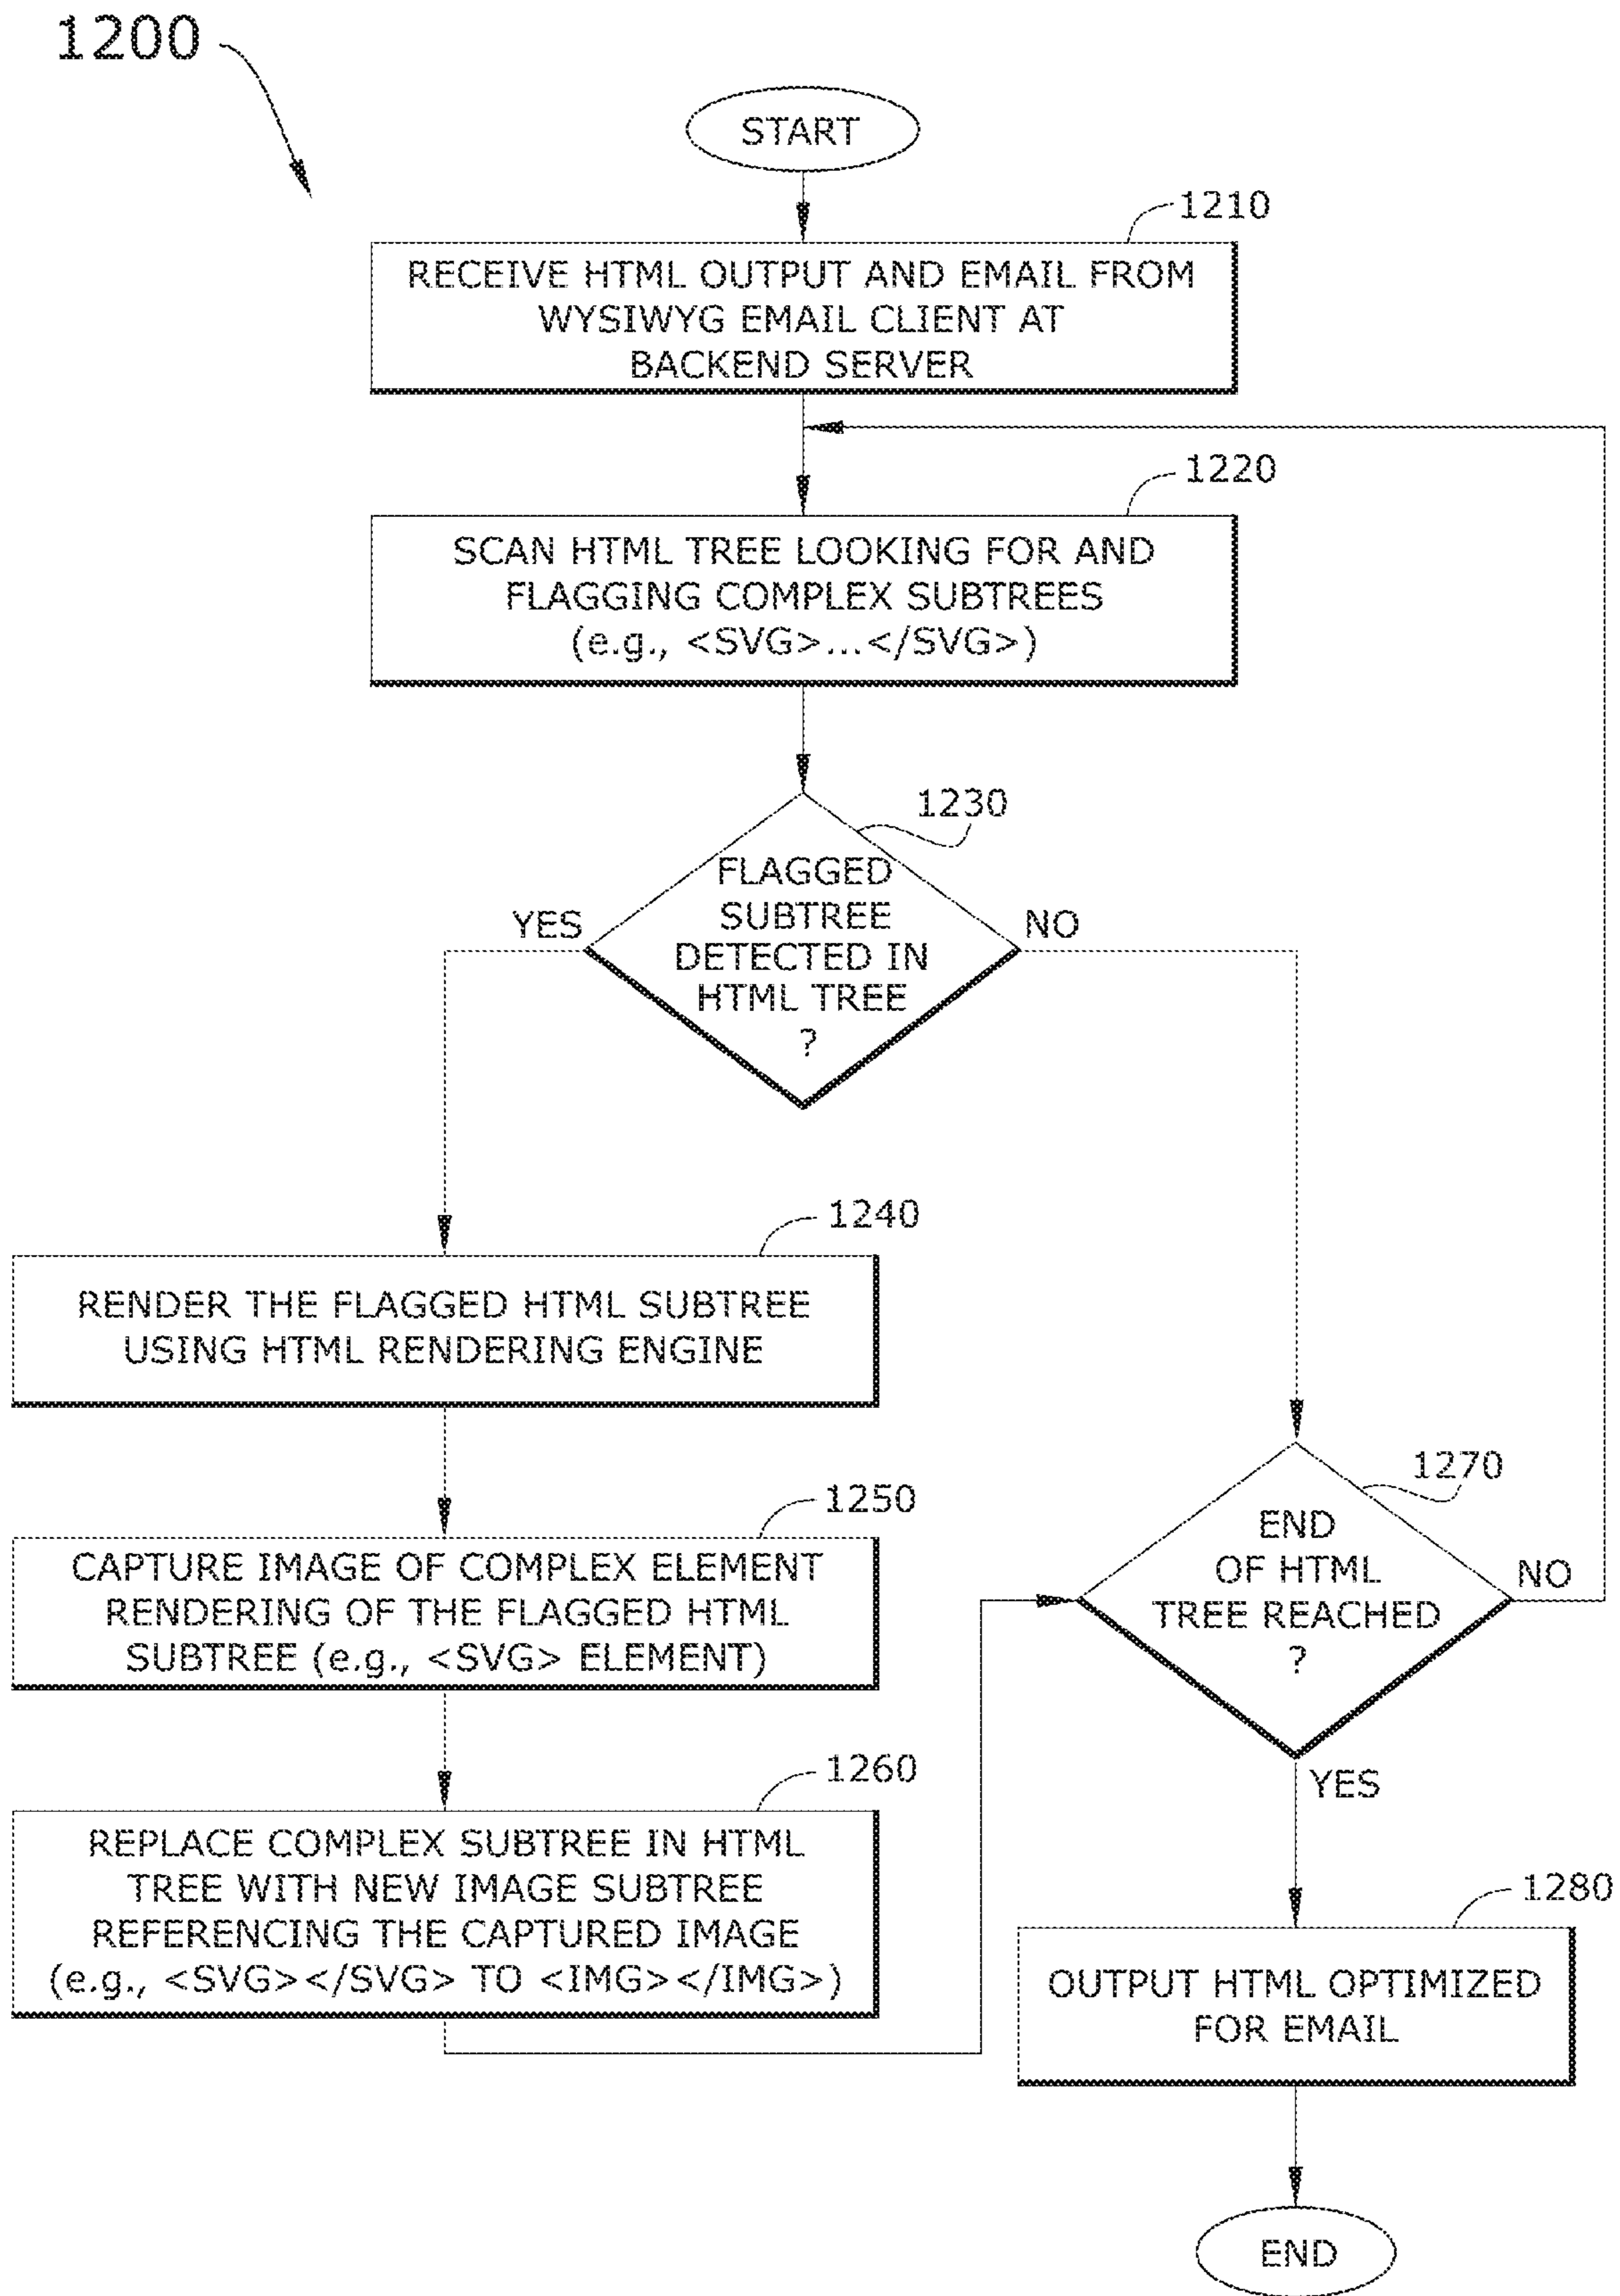 1200
START
1210
RECEIVE HTML OUTPUT AND EMAIL FROM
WYSIWYG EMAIL CLIENT AT
BACKEND SERVER
1220
SCAN HTML TREE LOOKING FOR AND
FLAGGING COMPLEX SUBTREES
(e.g., <SVG>...</SVG>)
1230
FLAGGED
SUBTREE
DETECTED IN
HTML TREE
?
YES
NO
1240
RENDER THE FLAGGED HTML SUBTREE
USING HTML RENDERING ENGINE
1250
CAPTURE IMAGE OF COMPLEX ELEMENT
RENDERING OF THE FLAGGED HTML
SUBTREE (e.g., <SVG> ELEMENT)
1260
REPLACE COMPLEX SUBTREE IN HTML
TREE WITH NEW IMAGE SUBTREE
REFERENCING THE CAPTURED IMAGE
(e.g., <SVG></SVG> TO <IMG></IMG>)
1270
END
OF HTML
TREE REACHED
?
NO
YES
1280
OUTPUT HTML OPTIMIZED
FOR EMAIL
END